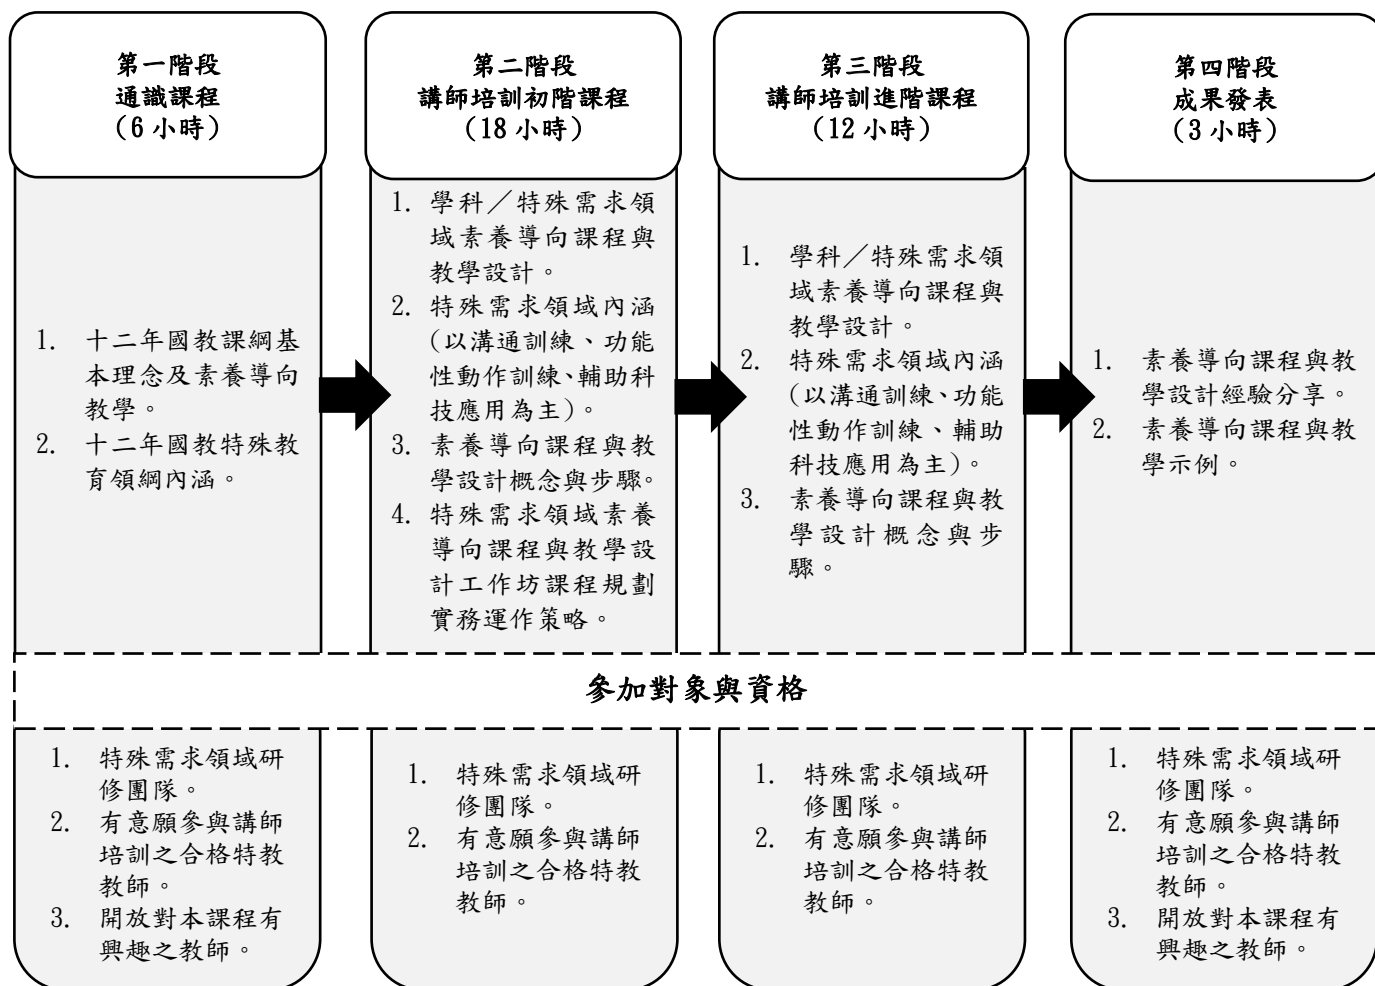 第一階段
通識課程
（6 小時）
1. 十二年國教課綱基
本理念及素養導向
教學。
2. 十二年國教特殊教
育領綱內涵。
第二階段
講師培訓初階課程
（18 小時）
1. 學科／特殊需求領
域素養導向課程與
教學設計。
2. 特殊需求領域內涵
（以溝通訓練、功能
性動作訓練、輔助科
技應用為主）。
3. 素養導向課程與教
學設計概念與步驟。
4. 特殊需求領域素養
導向課程與教學設
計工作坊課程規劃
實務運作策略。
第三階段
講師培訓進階課程
（12 小時）
1. 學科／特殊需求領
域素養導向課程與
教學設計。
2. 特殊需求領域內涵
（以溝通訓練、功能
性動作訓練、輔助
科技應用為主）。
3. 素養導向課程與教
學設計概念與步
驟。
第四階段
成果發表
（3 小時）
1. 素養導向課程與教
學設計經驗分享。
2. 素養導向課程與教
學示例。
參加對象與資格
1. 特殊需求領域研
修團隊。
2. 有意願參與講師
培訓之合格特教
教師。
3. 開放對本課程有
興趣之教師。
1. 特殊需求領域研
修團隊。
2. 有意願參與講師
培訓之合格特教
教師。
1. 特殊需求領域研
修團隊。
2. 有意願參與講師
培訓之合格特教
教師。
1. 特殊需求領域研
修團隊。
2. 有意願參與講師
培訓之合格特教
教師。
3. 開放對本課程有
興趣之教師。